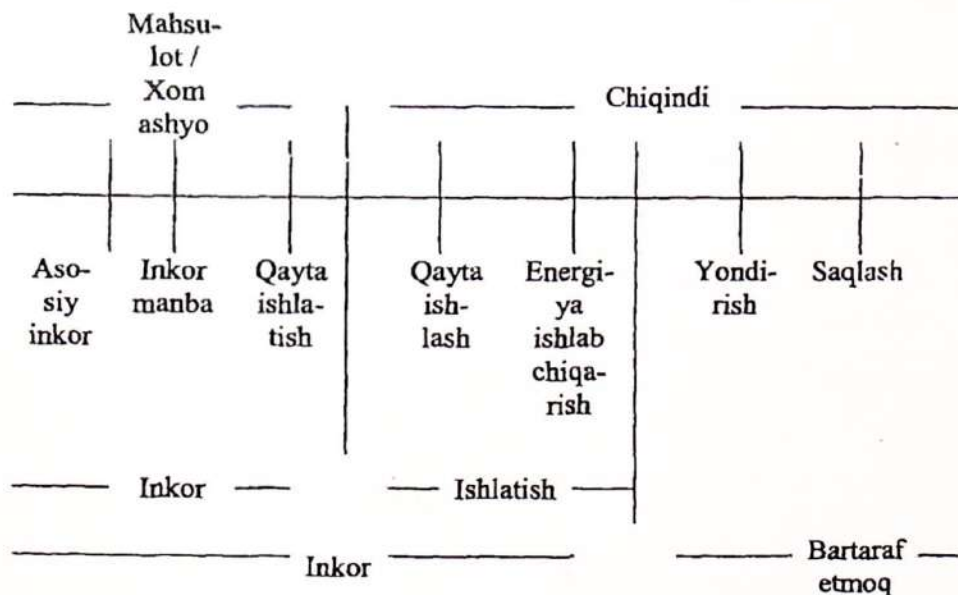 Mahsu-
lot /
Xom
ashyo
Chiqindi
Aso-
siy
inkor
Inkor
manba
Qayta
ishla-
tish
Qayta
ish-
lash
Energi-
ya
ishlab
chiqa-
rish
Yondi-
rish
Saqlash
Inkor
Ishlatish
Inkor
Bartaraf
etmoq